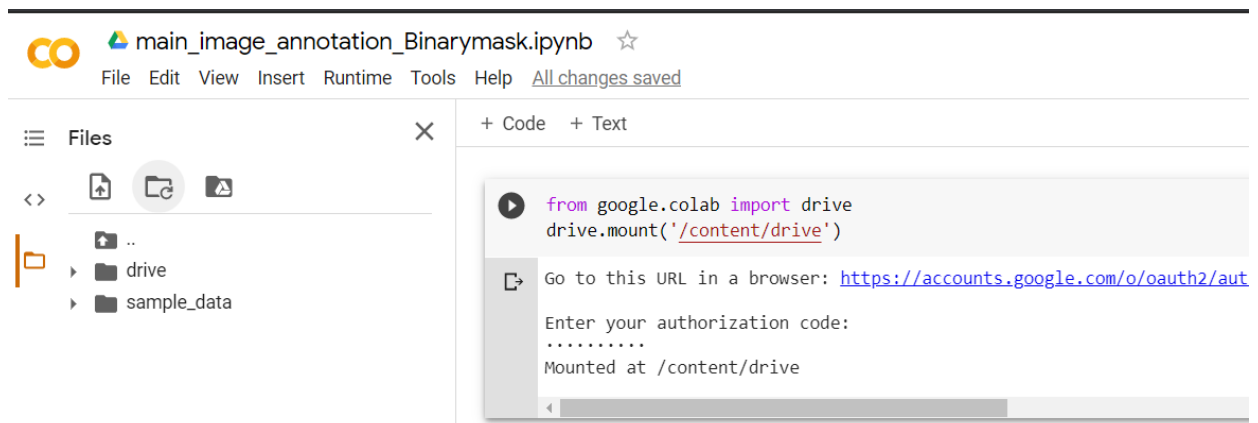 main_image_annotation_Binarymask.ipynb
File Edit View Insert Runtime Tools Help All changes saved
Files
+ Code + Text
..
drive
sample_data
from google.colab import drive
drive.mount('/content/drive')
Go to this URL in a browser: https://accounts.google.com/o/oauth2/aut
Enter your authorization code:
··········
Mounted at /content/drive